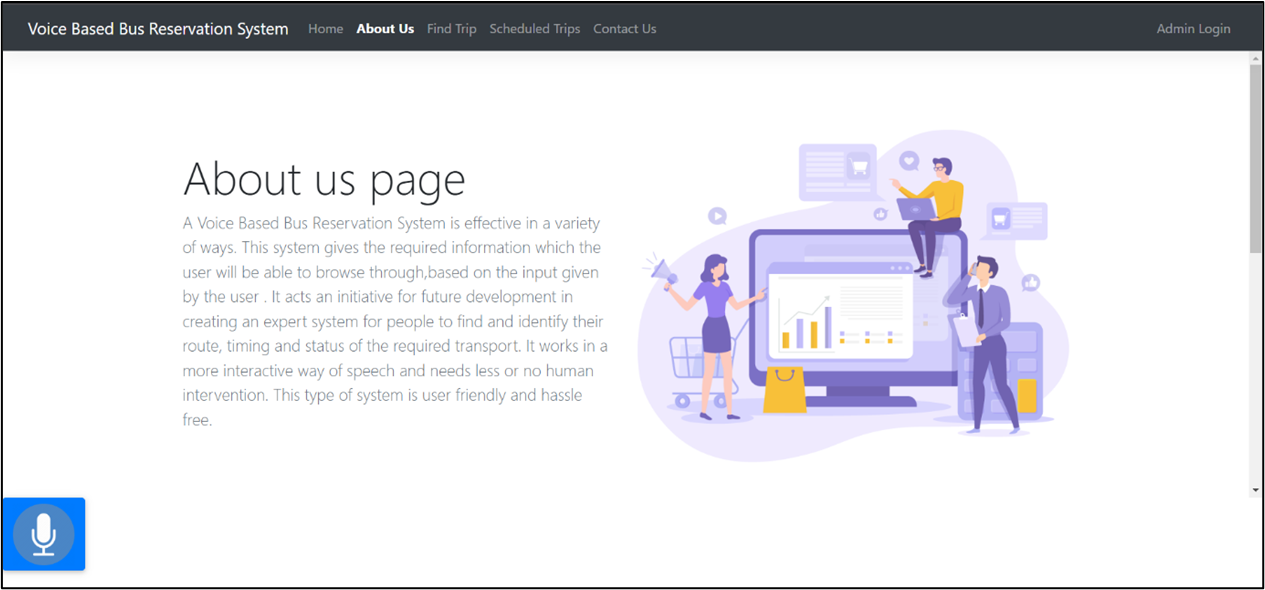 Voice Based Bus Reservation System Home About Us Find Trip Scheduled Trips Contact Us Admin Login
About us page
A Voice Based Bus Reservation System is effective in a variety
of ways. This system gives the required information which the
user will be able to browse through,based on the input given
by the user . It acts an initiative for future development in
creating an expert system for people to find and identify their
route, timing and status of the required transport. It works in a
more interactive way of speech and needs less or no human
intervention. This type of system is user friendly and hassle
free.